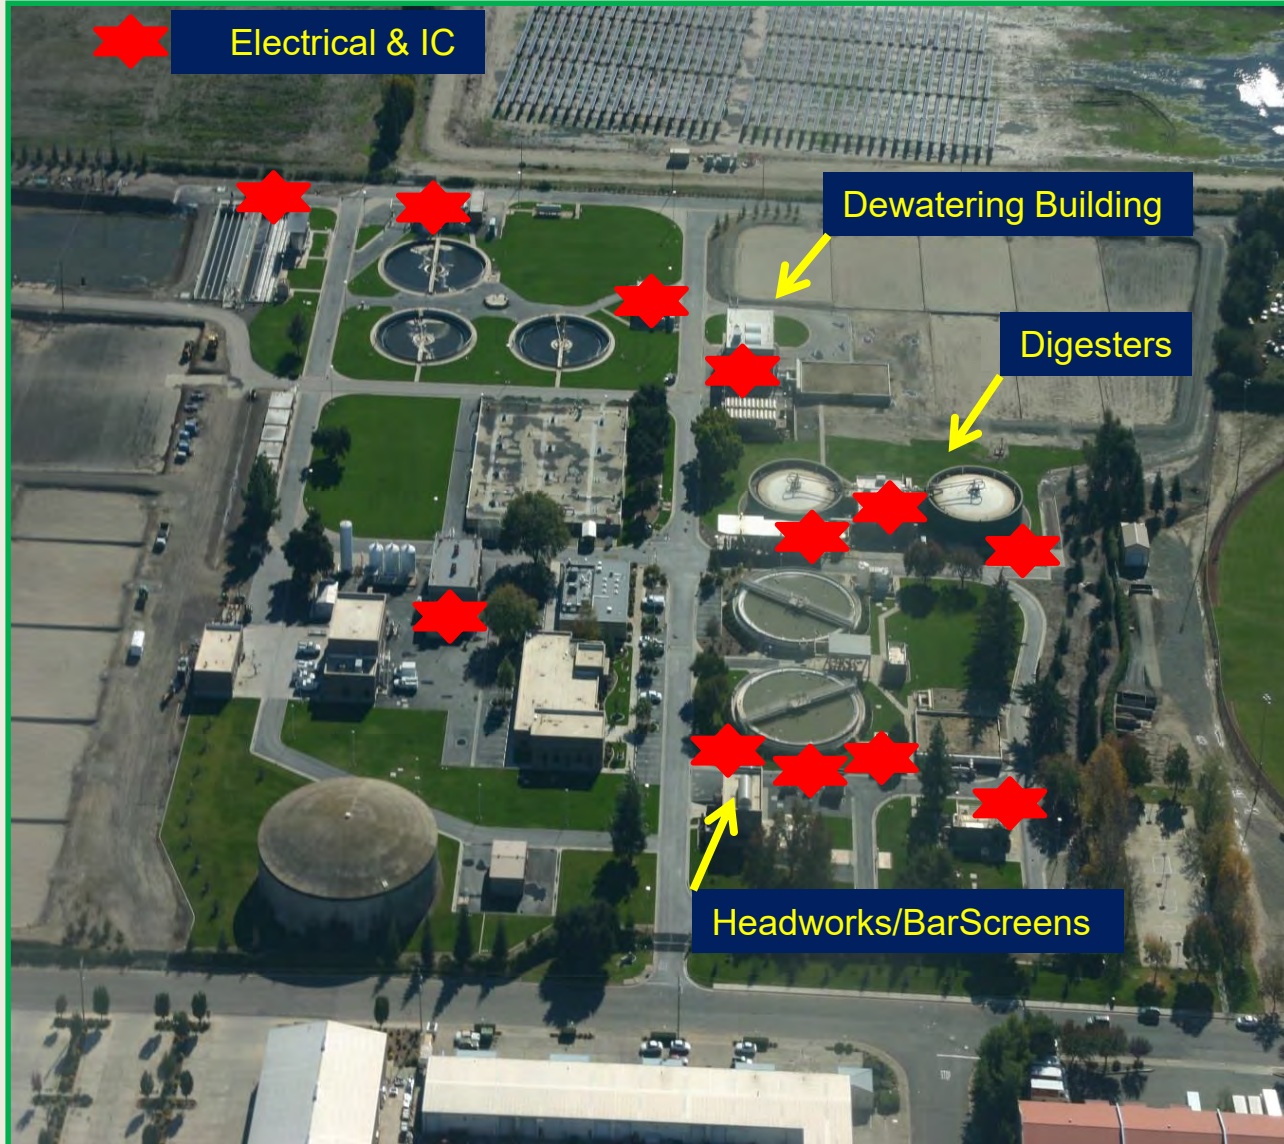 Electrical & IC
Dewatering Building
Digesters
Headworks/BarScreens